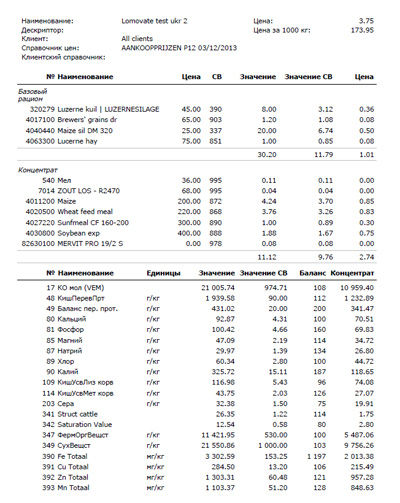 Наименование: Lomovate test ukr 2 Цена: 3.75
Дескриптор: Цена за 1000 кг: 173.95
Клиент: All clients
Справочник цен: AANKOOPPRIJZEN P12 03/12/2013
Клиентский справочник:
№ Наименование Цена СВ Значение Значение СВ Цена
Базовый
рацион
320279 Luzerne kuil | LUZERNESILAGE 45.00 390 8.00 3.12 0.36
4017100 Brewers' grains dr 65.00 903 1.20 1.08 0.08
4040440 Maize sil DM 320 25.00 337 20.00 6.74 0.50
4063300 Lucerne hay 75.00 851 1.00 0.85 0.08
30.20 11.79 1.01
Концентрат
540 Мел 36.00 995 0.11 0.11 0.00
7014 ZOUT LOS - R2470 68.00 995 0.04 0.04 0.00
4011200 Maize 200.00 872 4.24 3.70 0.85
4020500 Wheat feed meal 220.00 868 3.76 3.26 0.83
4027220 Sunfmeal CF 160-200 300.00 890 1.00 0.89 0.30
4030800 Soybean exp 400.00 888 1.88 1.67 0.75
82630100 MERVIT PRO 19/2 S 0.00 978 0.08 0.08 0.00
11.12 9.76 2.74
№ Наименование Единицы Значение Значение СВ Баланс Концентрат
17 КО мол (VEM) 21 005.74 974.71 108 10 959.40
48 КишПеревПрт г/кг 1 939.58 90.00 112 1 232.89
49 Баланс пер. прот. г/кг 431.02 20.00 200 341.47
80 Кальций г/кг 92.87 4.31 100 70.51
81 Фосфор г/кг 100.42 4.66 160 69.83
85 Магний г/кг 47.09 2.19 114 34.72
87 Натрий г/кг 29.97 1.39 134 26.80
89 Хлор г/кг 60.34 2.80 100 44.72
90 Калий г/кг 325.72 15.11 187 118.65
109 КишУсвЛиз корв г/кг 116.98 5.43 96 74.08
114 КишУсвМет корв г/кг 43.75 2.03 126 27.07
203 Сера г/кг 32.38 1.50 75 19.91
341 Struct cattle 26.35 1.22 114 1.75
342 Saturation Value 12.54 0.58 80 2.80
347 ФермОргВещст г/кг 11 421.95 530.00 100 5 487.06
349 СухВещст г/кг 21 550.86 1 000.00 103 9 756.26
390 Fe Totaal мг/кг 3 302.59 153.25 1 197 2 013.38
391 Cu Totaal мг/кг 284.50 13.20 106 215.49
392 Zn Totaal мг/кг 1 303.31 60.48 121 957.28
393 Mn Totaal мг/кг 1 103.37 51.20 128 848.63